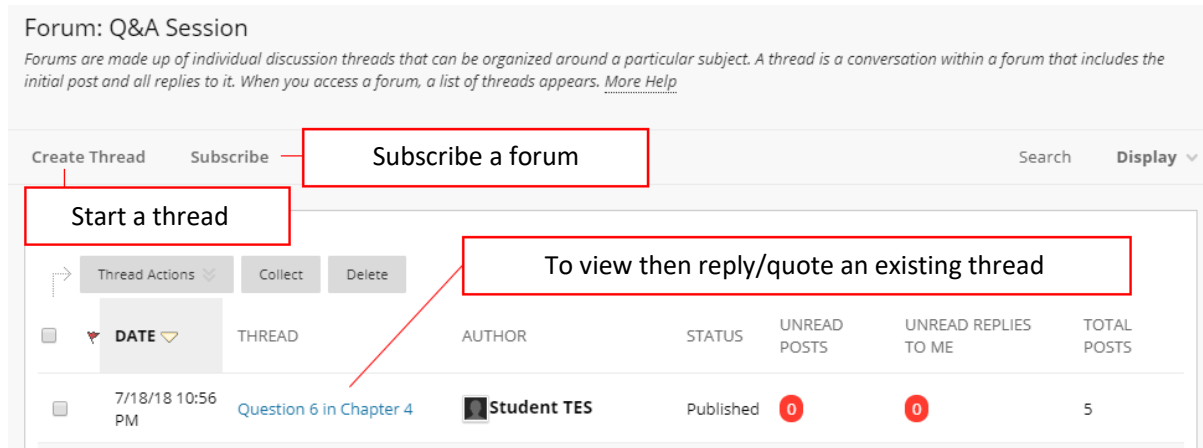 Forum: Q&A Session
Forums are made up of individual discussion threads that can be organized around a particular subject. A thread is a conversation within a forum that includes the
initial post and all replies to it. When you access a forum, a list of threads appears. More Help
Create Thread Subscribe Subscribe a forum Search Display
Start a thread
Thread Actions Collect Delete To view then reply/quote an existing thread
DATE THREAD AUTHOR STATUS UNREAD POSTS UNREAD REPLIES TO ME TOTAL POSTS
7/18/18 10:56 PM Question 6 in Chapter 4 Student TES Published 0 0 5